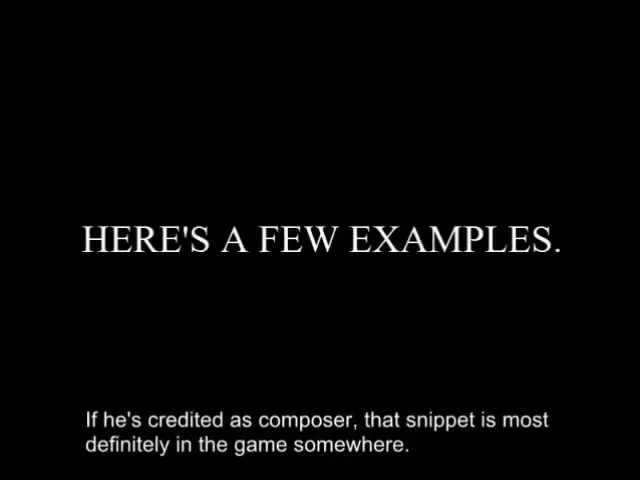 HERE'S A FEW EXAMPLES.
If he's credited as composer, that snippet is most
definitely in the game somewhere.